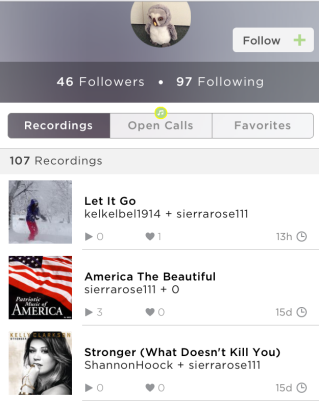 Follow +
46 Followers • 97 Following
Recordings
Open Calls
Favorites
107 Recordings
Let It Go
kelkelbel1914 + sierrarose111
0
1
13h
Patriotic
Music of
AMERICA
America The Beautiful
sierrarose111 + 0
3
0
15d
KELLY CLARKSON
Stronger (What Doesn't Kill You)
ShannonHoock + sierrarose111
0
0
15d